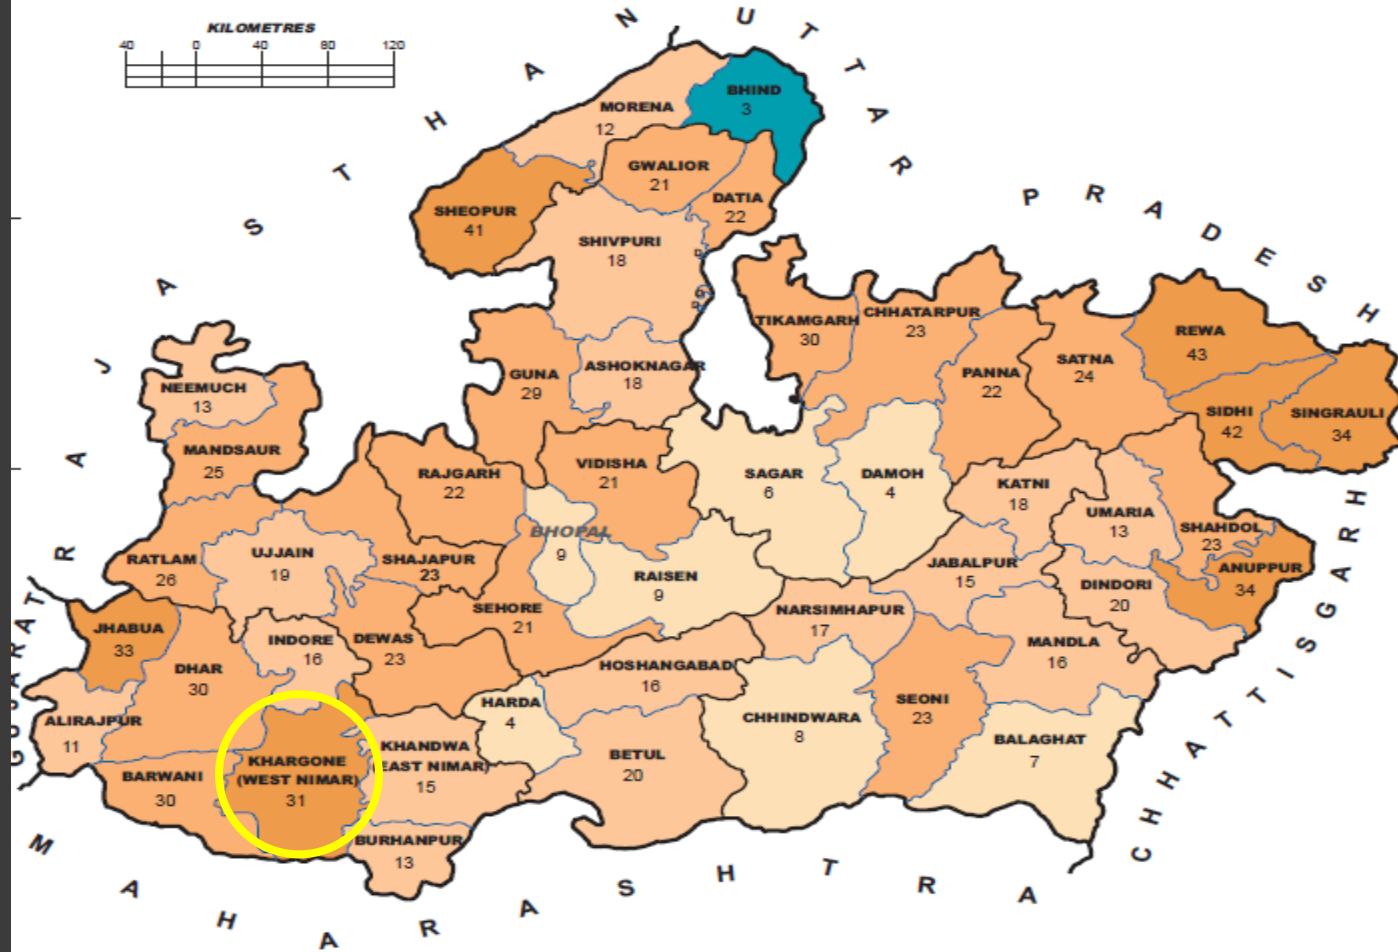 KILOMETRES
40 0 40 80 120
RAJASTHAN
UTTAR PRADESH
BHIND
3
MORENA
12
GWALIOR
21
DATIA
22
SHEOPUR
41
SHIVPURI
18
TIKAMGARH
30
CHHATARPUR
23
REWA
43
PANNA
22
SATNA
24
SIDHI
42
SINGRAULI
34
GUNA
29
ASHOKNAGAR
18
NEEMUCH
13
MANDSAUR
25
RAJGARH
22
VIDISHA
21
SAGAR
6
DAMOH
4
KATNI
18
UMARIA
13
SHAHDOL
23
ANUPPUR
34
BHOPAL
9
RATLAM
26
UJJAIN
19
SHAJAPUR
23
RAISEN
9
JABALPUR
15
DINDORI
20
SEHORE
21
NARSIMHAPUR
17
JHABUA
33
INDORE
16
DEWAS
23
MANDLA
16
DHAR
30
HOSHANGABAD
16
HARDA
4
SEONI
23
ALIRAJPUR
11
CHHINDWARA
8
BALAGHAT
7
KHARGONE
(WEST NIMAR)
31
KHANDWA
(EAST NIMAR)
15
BETUL
20
BARWANI
30
BURHANPUR
13
GUJARAT
MAHARASHTRA
CHHATTISGARH